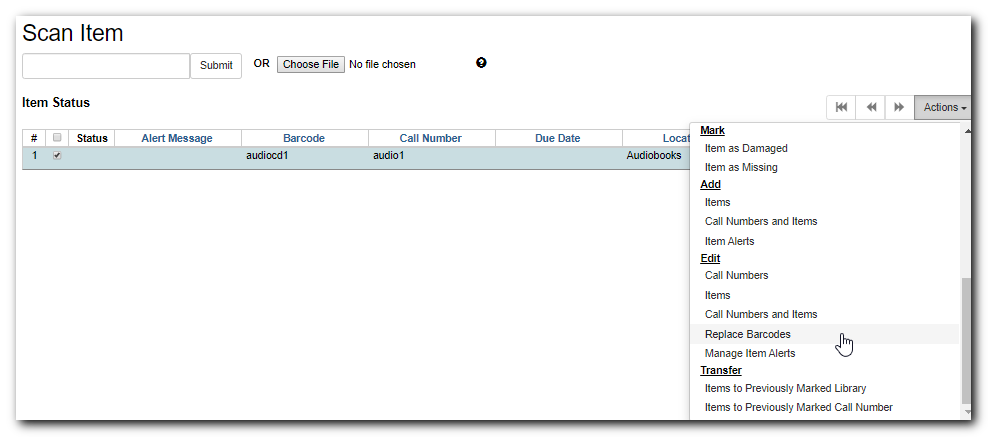 Scan Item
Submit OR Choose File No file chosen
Item Status
Actions
# Status Alert Message Barcode Call Number Due Date Locat
1 audiocd1 audio1 Audiobooks
Mark
Item as Damaged
Item as Missing
Add
Items
Call Numbers and Items
Item Alerts
Edit
Call Numbers
Items
Call Numbers and Items
Replace Barcodes
Manage Item Alerts
Transfer
Items to Previously Marked Library
Items to Previously Marked Call Number